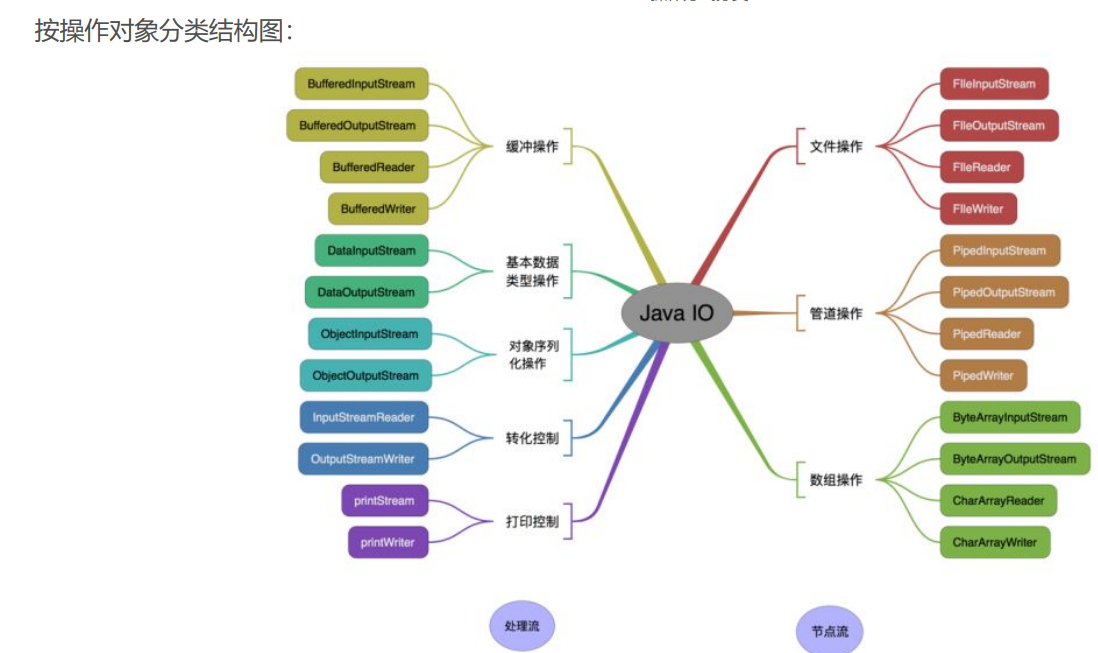 按操作对象分类结构图：
BufferedInputStream
BufferedOutputStream
BufferedReader
BufferedWriter
缓冲操作
DataInputStream
DataOutputStream
基本数据
类型操作
ObjectInputStream
ObjectOutputStream
对象序列
化操作
InputStreamReader
OutputStreamWriter
转化控制
printStream
printWriter
打印控制
处理流
Java IO
文件操作
FIleInputStream
FIleOutputStream
FIleReader
FIleWriter
管道操作
PipedInputStream
PipedOutputStream
PipedReader
PipedWriter
数组操作
ByteArrayInputStream
ByteArrayOutputStream
CharArrayReader
CharArrayWriter
节点流